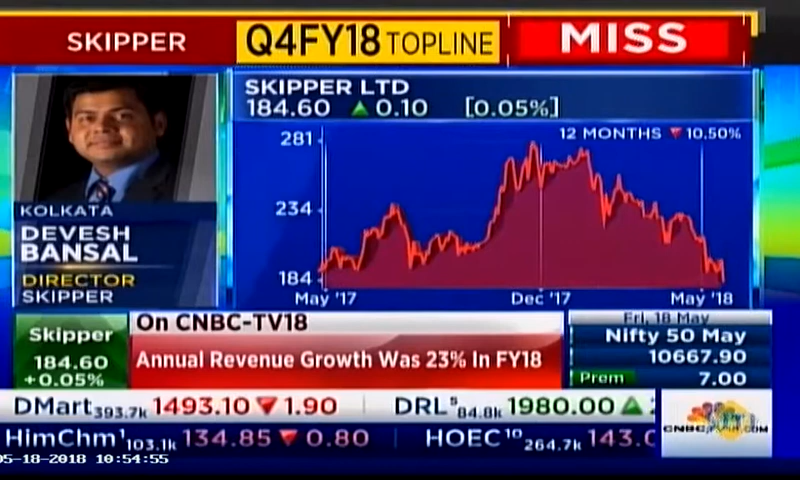 SKIPPER
Q4FY18 TOPLINE
MISS
SKIPPER LTD
184.60 ▲ 0.10 [0.05%]
12 MONTHS ▼ 10.50%
281
234
184
May '17
Dec '17
May '18
KOLKATA
DEVESH
BANSAL
DIRECTOR
SKIPPER
Skipper
184.60
+0.05%
On CNBC-TV18
Annual Revenue Growth Was 23% In FY18
Fri, 18 May
Nifty 50 May
10667.90
Prem 7.00
DMart 393.7k 1493.10 ▼ 1.90 DRL⁵ 84.8k 1980.00 ▲
HimChm¹ 103.1k 134.85 ▼ 0.80 HOEC¹⁰ 264.7k 143.0
05-18-2018 10:54:55